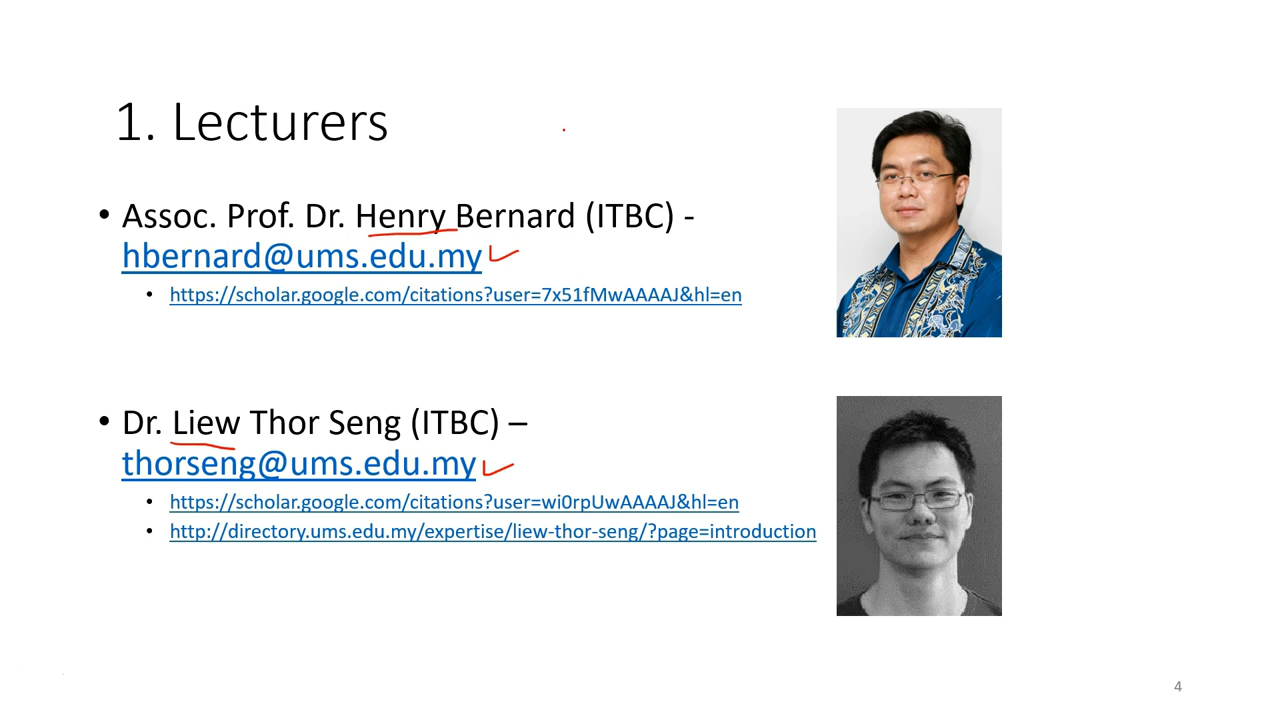 1. Lecturers
• Assoc. Prof. Dr. Henry Bernard (ITBC) -
hbernard@ums.edu.my
• https://scholar.google.com/citations?user=7x51fMwAAAAJ&hl=en
• Dr. Liew Thor Seng (ITBC) –
thorseng@ums.edu.my
• https://scholar.google.com/citations?user=wi0rpUwAAAAJ&hl=en
• http://directory.ums.edu.my/expertise/liew-thor-seng/?page=introduction
4